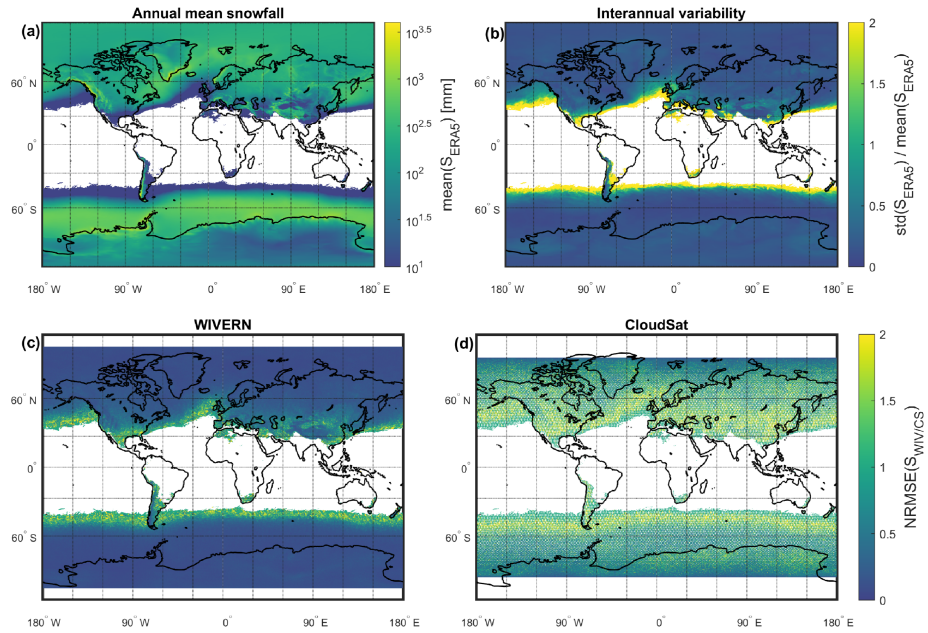 Annual mean snowfall
(a)
60° N
0°
60° S
180° W
90° W
0°
90° E
180° E
10^3.5
10^3
10^2.5
10^2
10^1.5
10^1
mean(S_ERA5) [mm]
Interannual variability
(b)
60° N
0°
60° S
180° W
90° W
0°
90° E
180° E
2
1.5
1
0.5
0
std(S_ERA5) / mean(S_ERA5)
WIVERN
(c)
60° N
0°
60° S
180° W
90° W
0°
90° E
180° E
CloudSat
(d)
60° N
0°
60° S
180° W
90° W
0°
90° E
180° E
2
1.5
1
0.5
0
NRMSE(S_WIV/CS)